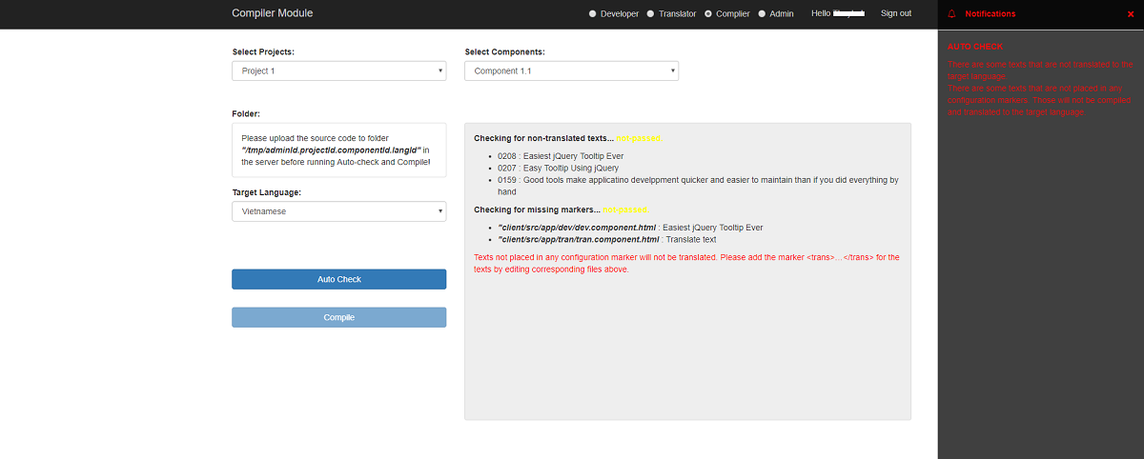 Compiler Module
Developer Translator Complier Admin Hello Sign out
Notifications
Select Projects:
Select Components:
Project 1
Component 1.1
AUTO CHECK
There are some texts that are not translated to the
target language.
There are some texts that are not placed in any
configuration markers. Those will not be compiled
and translated to the target language.
Folder:
Please upload the source code to folder
"/tmp/adminId.projectId.componentId.langId" in
the server before running Auto-check and Compile!
Target Language:
Vietnamese
Auto Check
Compile
Checking for non-translated texts... not passed.
0208 : Easiest jQuery Tooltip Ever
0207 : Easy Tooltip Using jQuery
0159 : Good tools make applicatino develppment quicker and easier to maintain than if you did everything by
hand
Checking for missing markers... not passed.
"client/src/app/dev/dev.component.html : Easiest jQuery Tooltip Ever
"client/src/app/tran/tran.component.html : Translate text
Texts not placed in any configuration marker will not be translated. Please add the marker <trans>...</trans> for the
texts by editing corresponding files above.